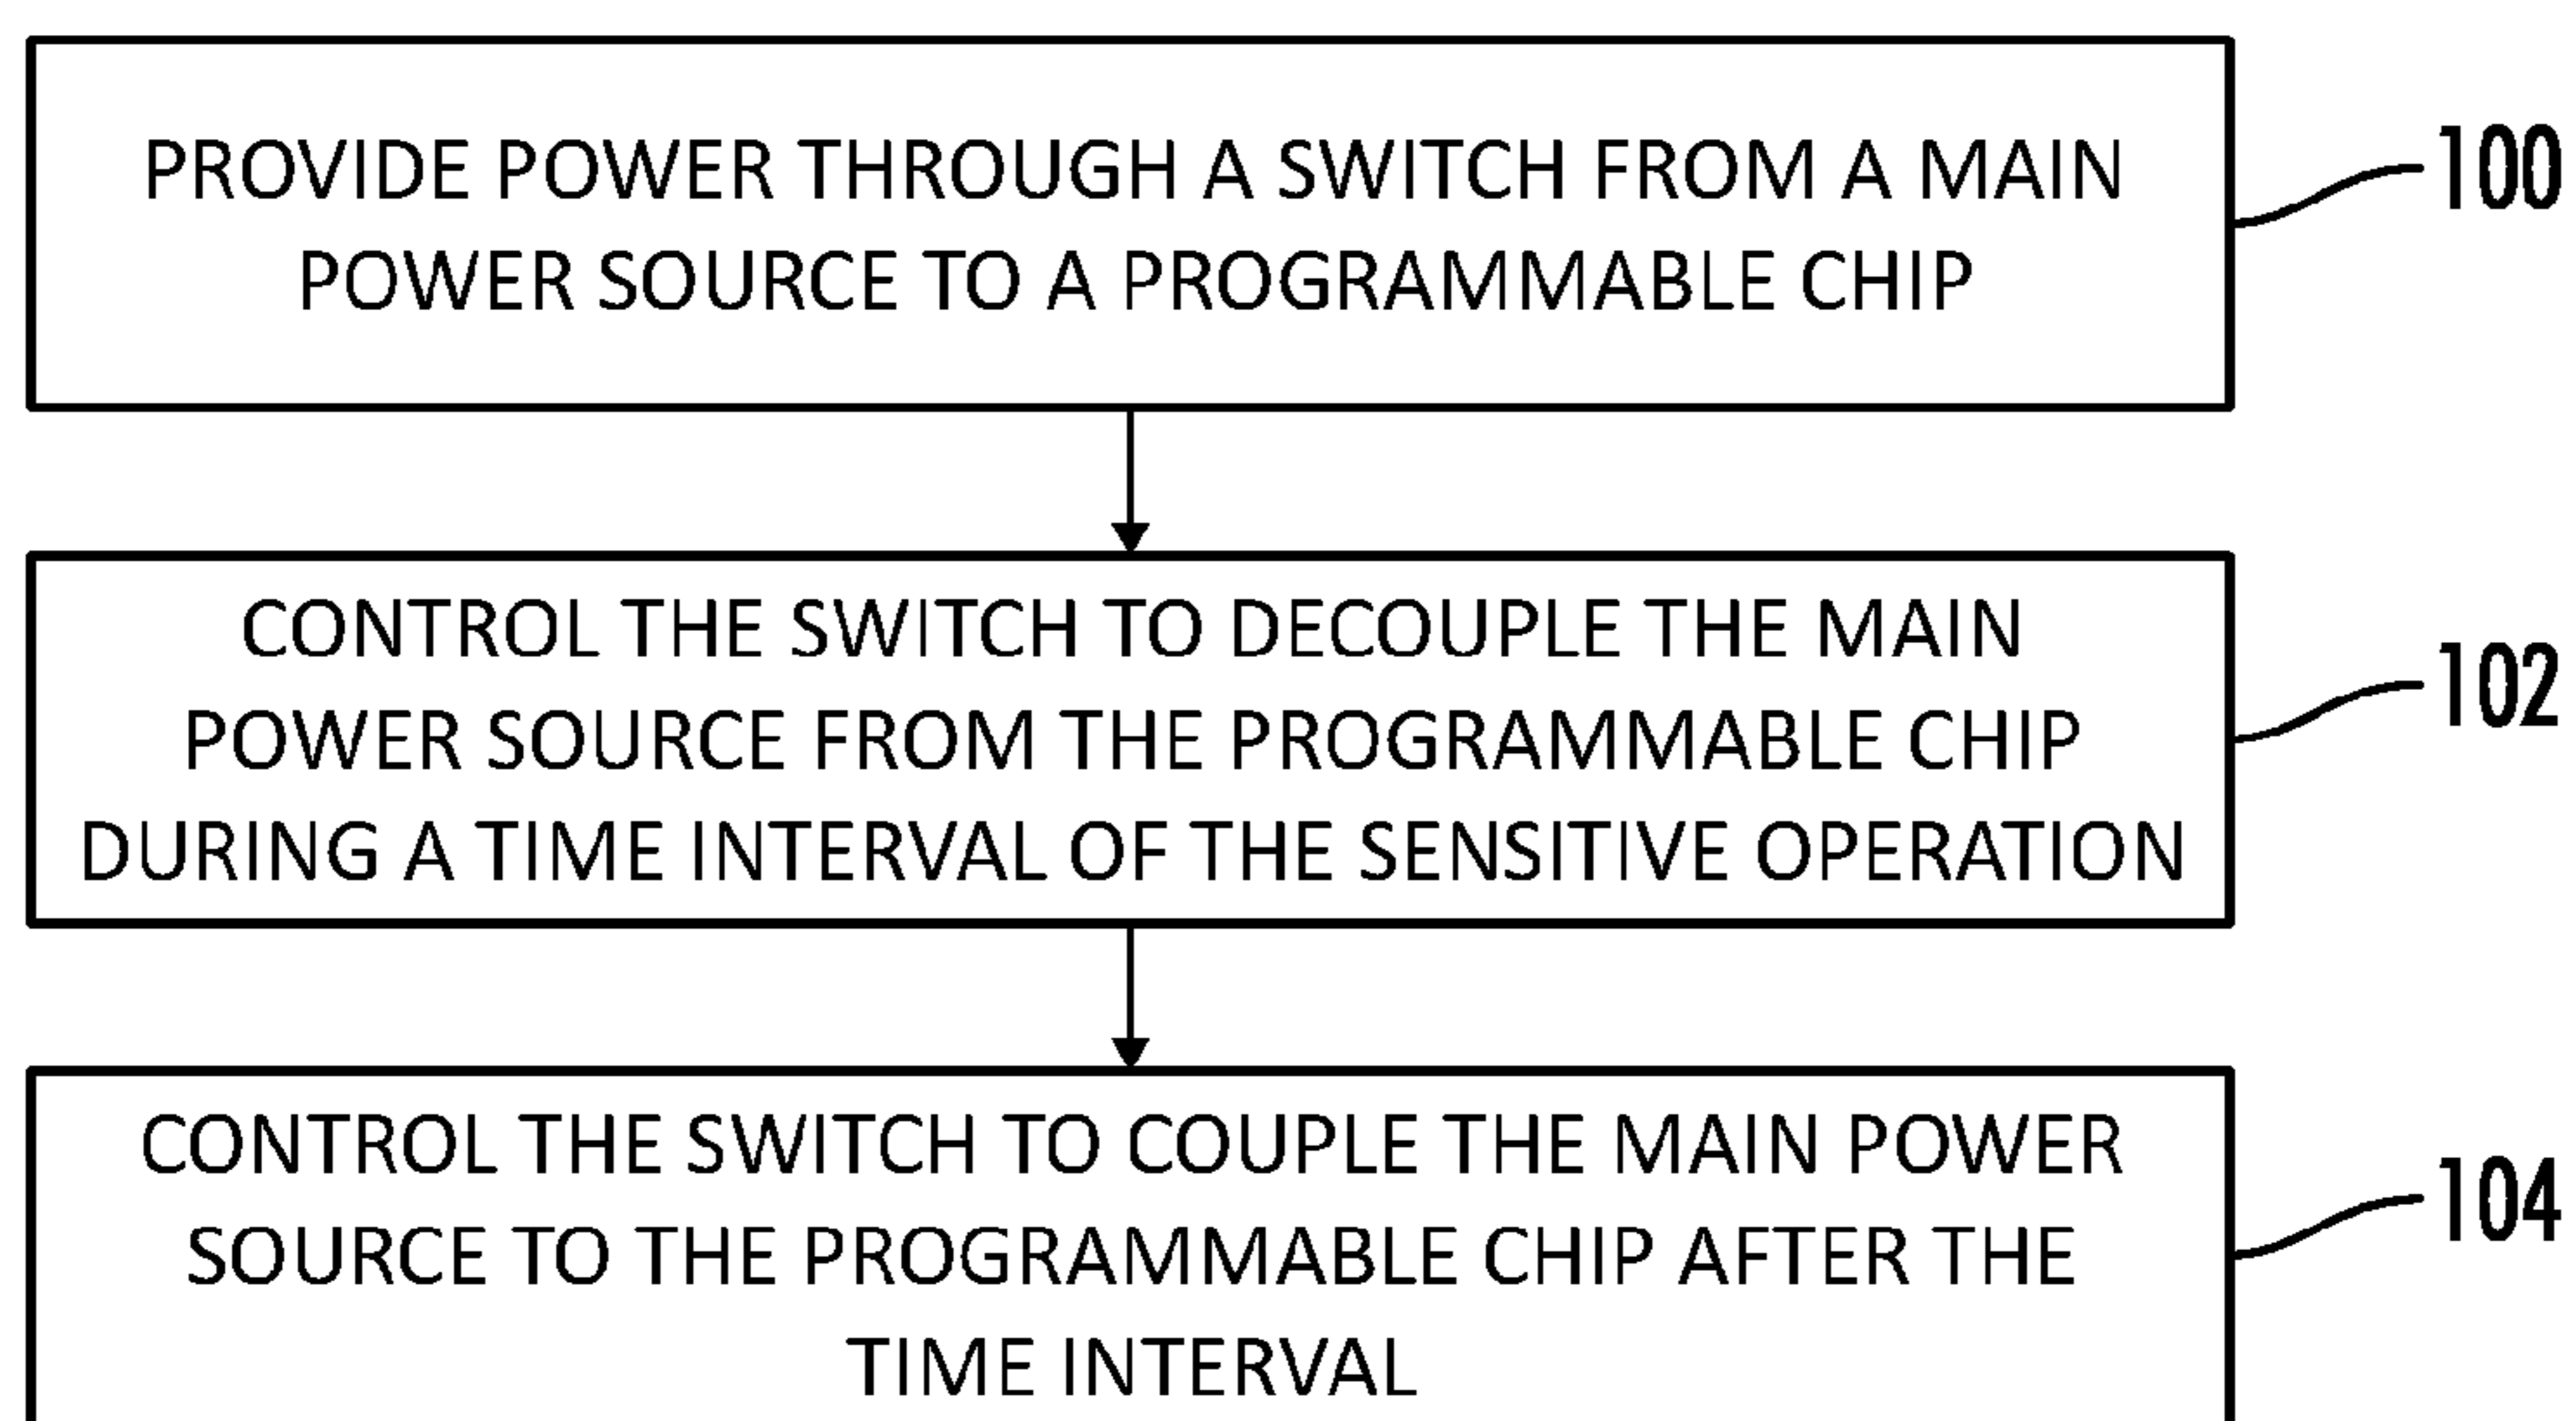 PROVIDE POWER THROUGH A SWITCH FROM A MAIN
POWER SOURCE TO A PROGRAMMABLE CHIP
100
CONTROL THE SWITCH TO DECOUPLE THE MAIN
POWER SOURCE FROM THE PROGRAMMABLE CHIP
DURING A TIME INTERVAL OF THE SENSITIVE OPERATION
102
CONTROL THE SWITCH TO COUPLE THE MAIN POWER
SOURCE TO THE PROGRAMMABLE CHIP AFTER THE
TIME INTERVAL
104